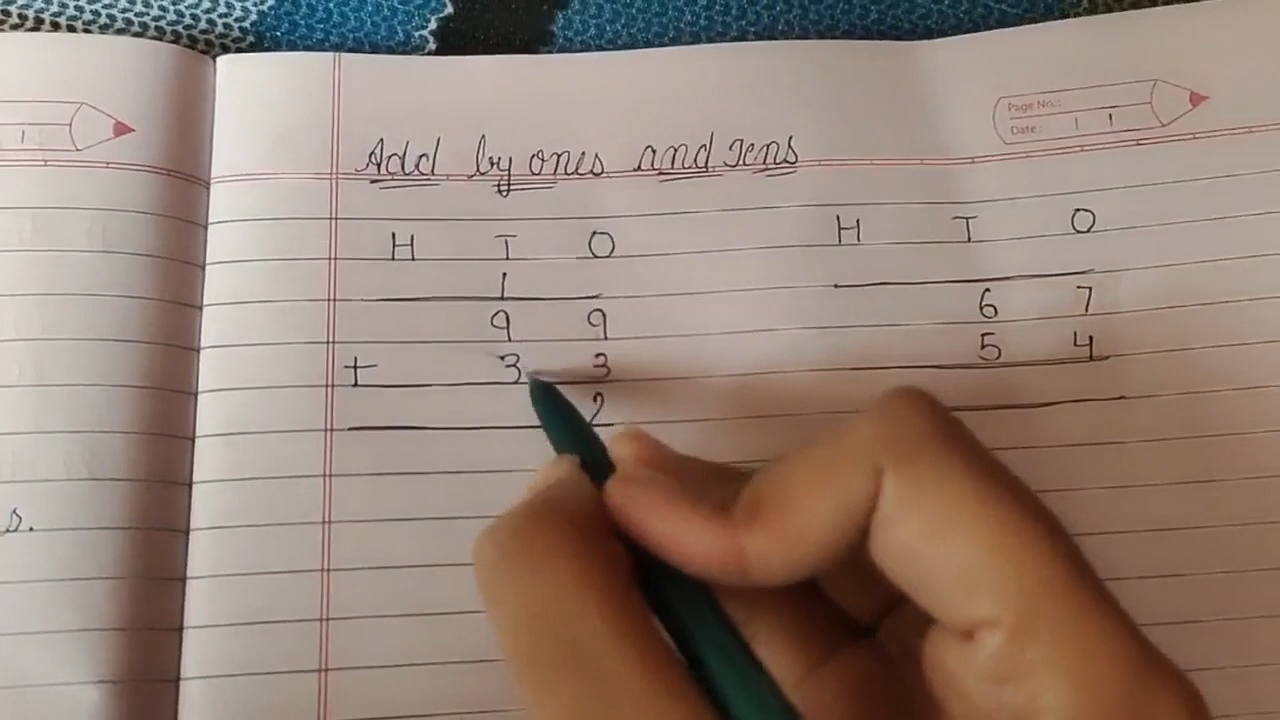 Page No.:
Date:
Add by ones and Tens
H T O
1
9 9
+ 3 3
2
H T O
6 7
5 4
s.